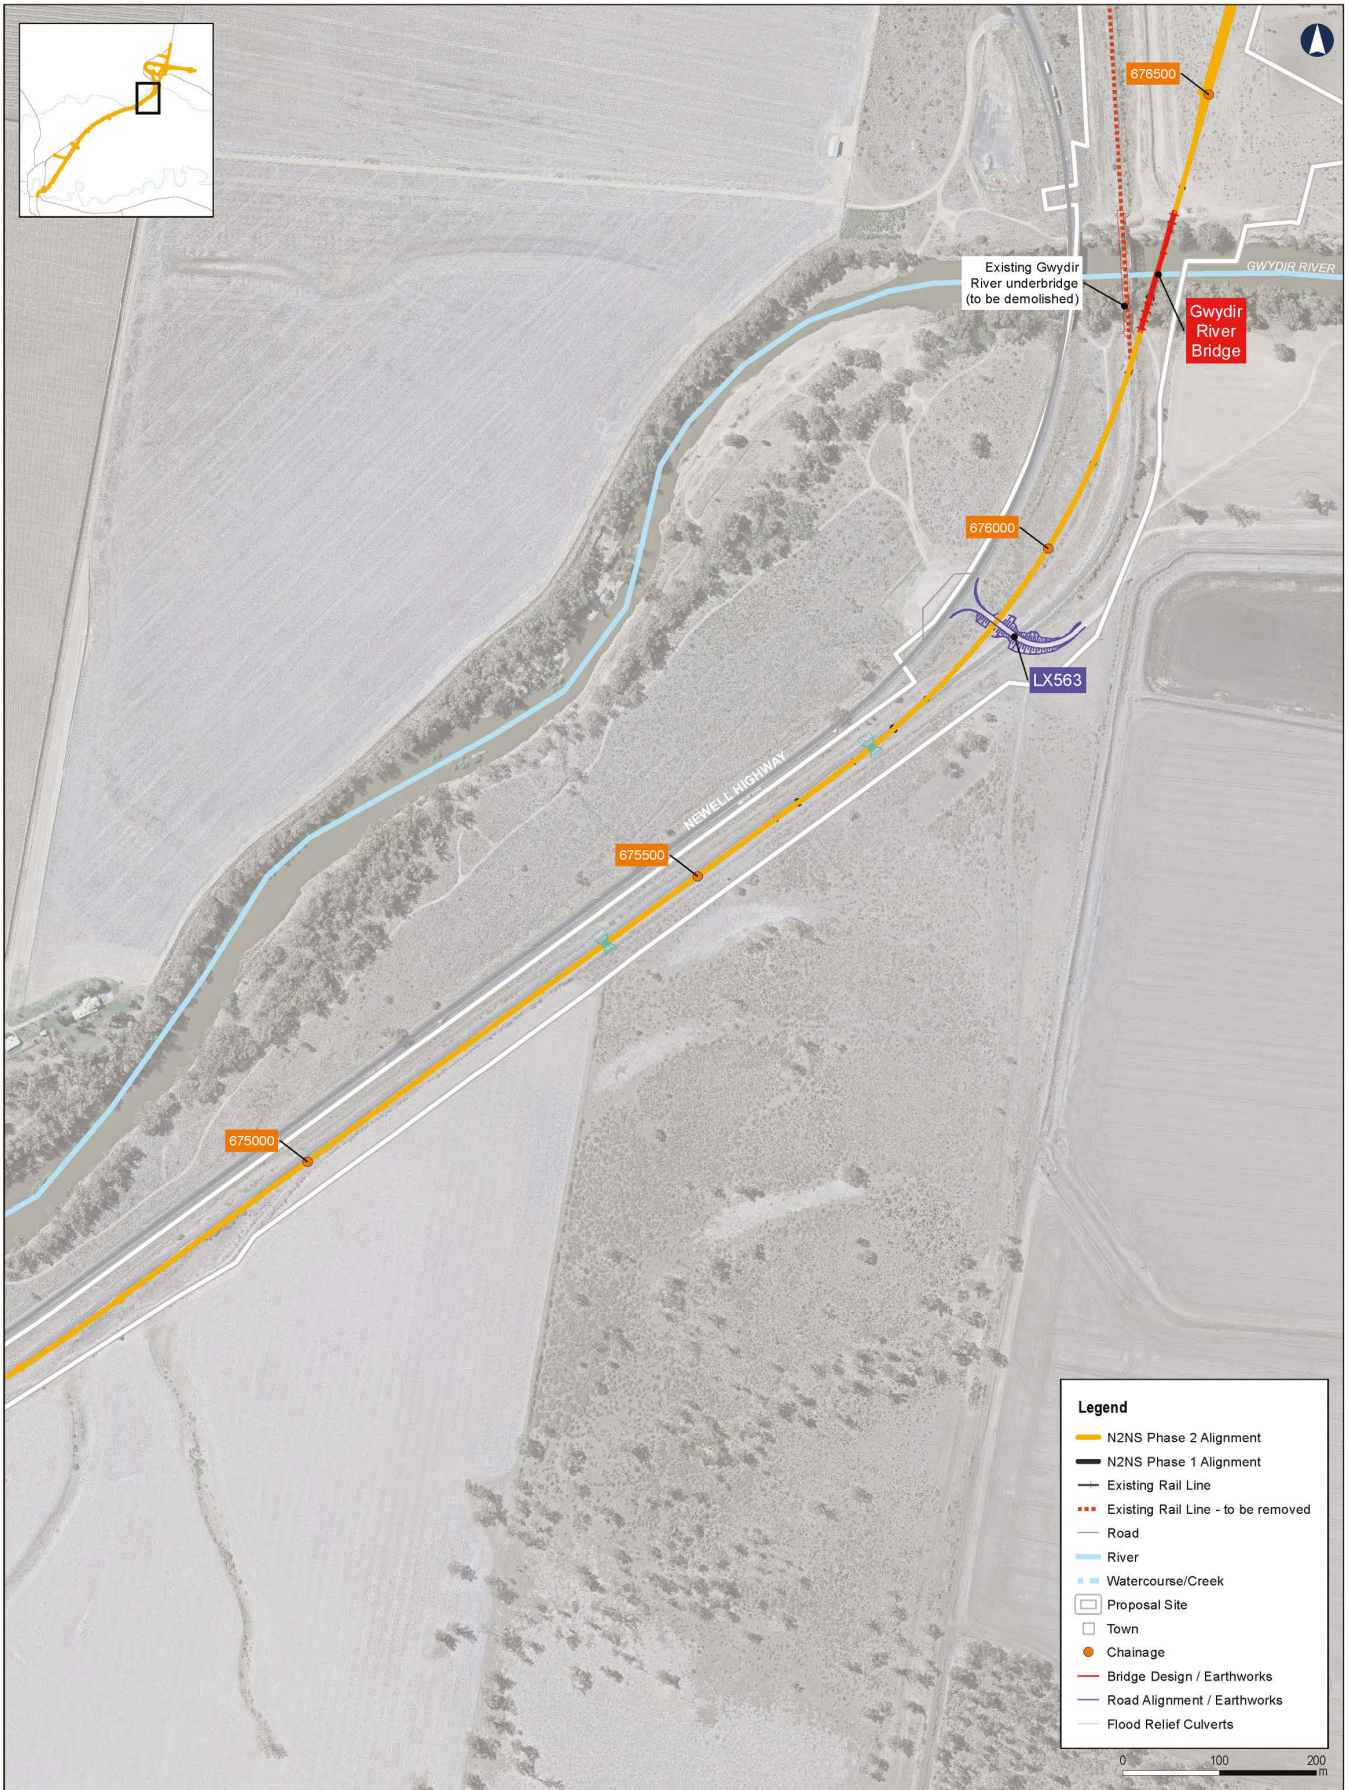 676500
GWYDIR RIVER
Existing Gwydir
River underbridge
(to be demolished)
Gwydir
River
Bridge
676000
LX563
NEWELL HIGHWAY
675500
675000
Legend
N2NS Phase 2 Alignment
N2NS Phase 1 Alignment
Existing Rail Line
Existing Rail Line - to be removed
Road
River
Watercourse/Creek
Proposal Site
Town
Chainage
Bridge Design / Earthworks
Road Alignment / Earthworks
Flood Relief Culverts
0 100 200
m